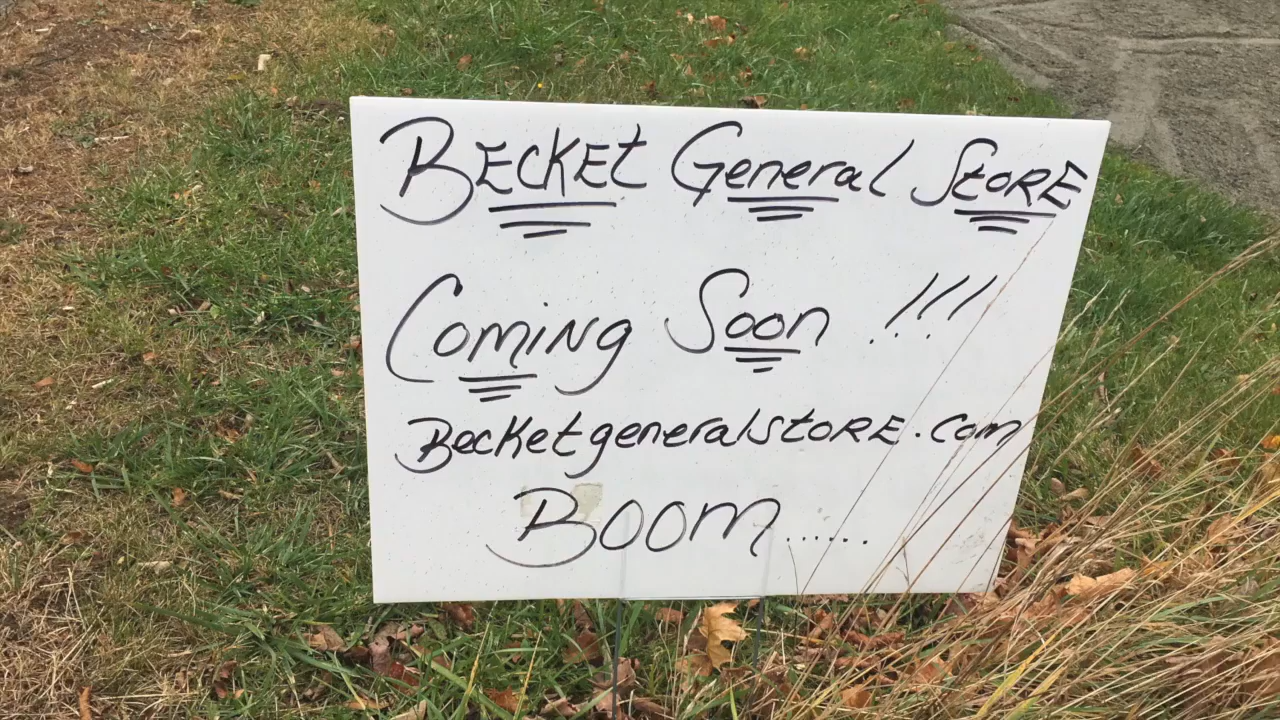 BECKEt General StORE
Coming Soon !!!
BecketgeneralstORE.com
BOOM......